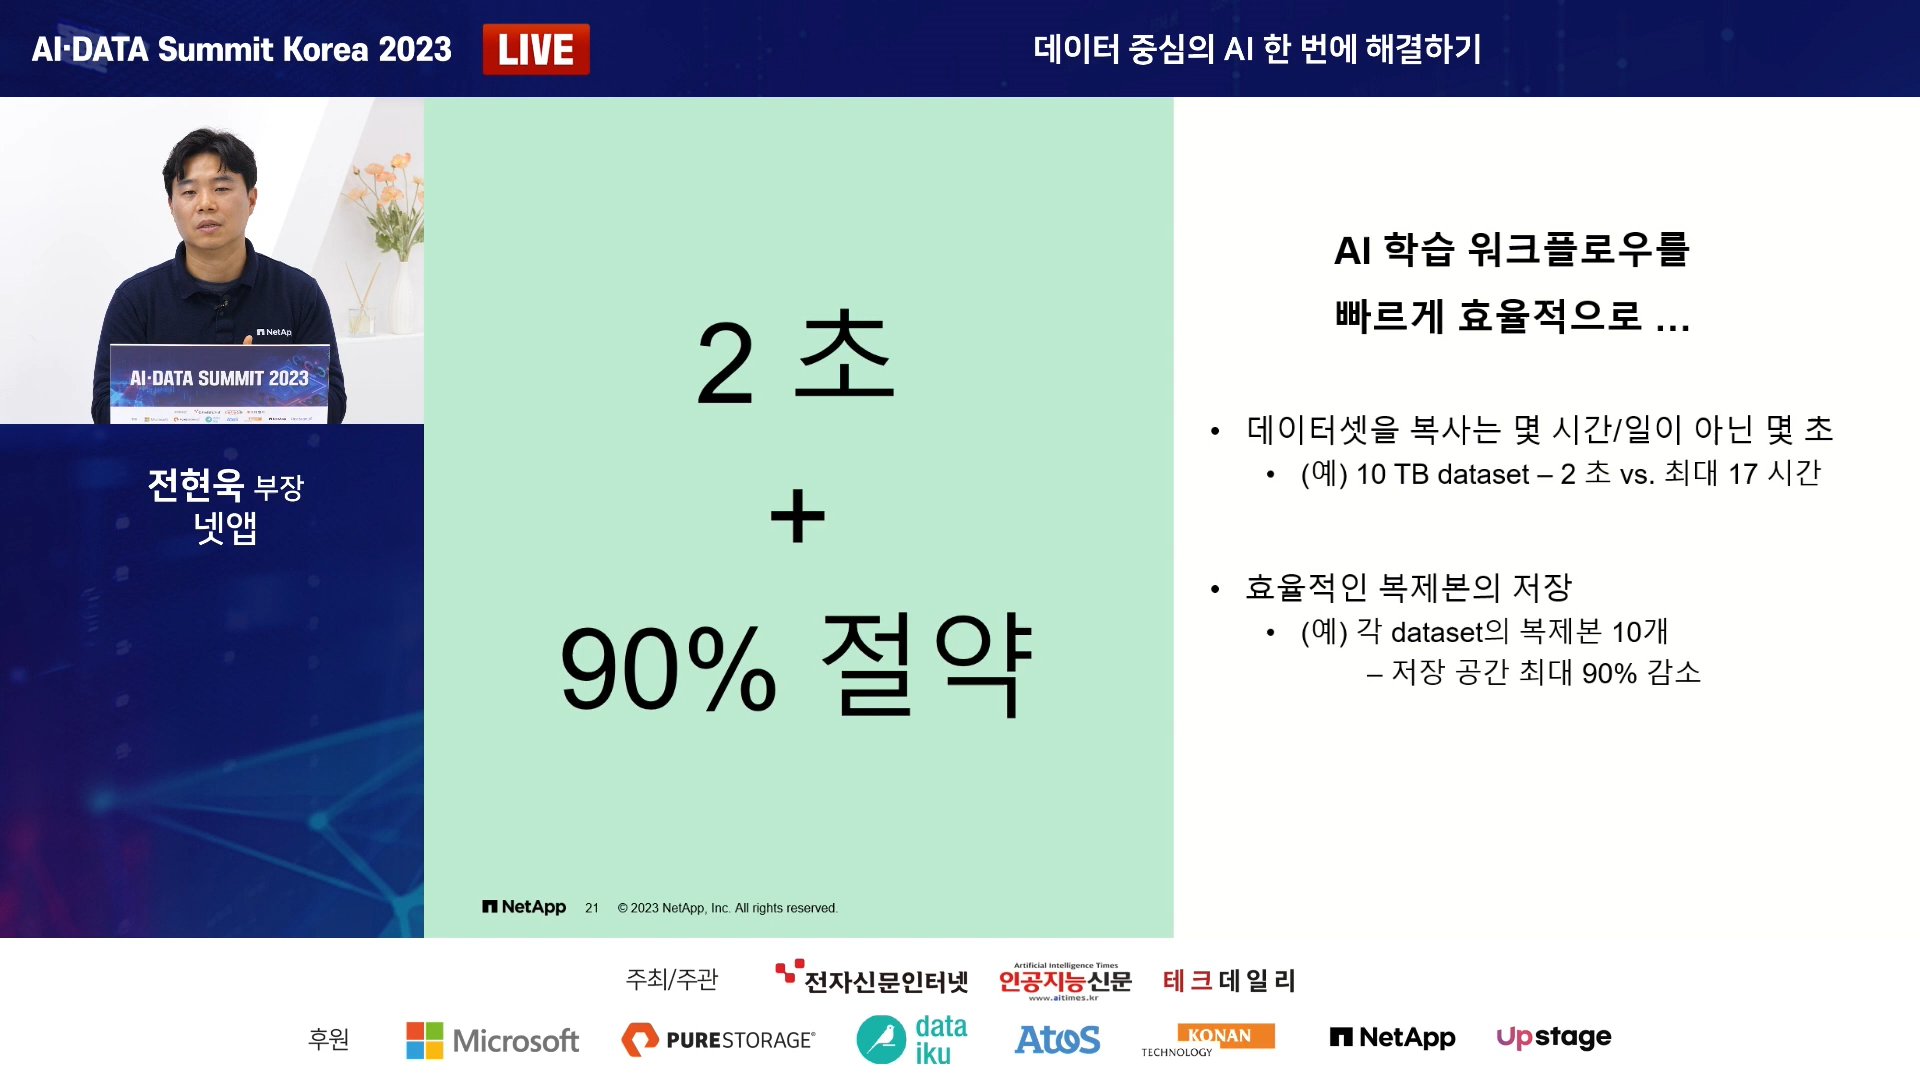 AI·DATA Summit Korea 2023
LIVE
데이터 중심의 AI 한 번에 해결하기
NetApp
AI·DATA SUMMIT 2023
전현욱 부장
넷앱
2 초
+
90% 절약
NetApp 21 © 2023 NetApp, Inc. All rights reserved.
AI 학습 워크플로우를
빠르게 효율적으로 ...
• 데이터셋을 복사는 몇 시간/일이 아닌 몇 초
• (예) 10 TB dataset – 2 초 vs. 최대 17 시간
• 효율적인 복제본의 저장
• (예) 각 dataset의 복제본 10개
– 저장 공간 최대 90% 감소
주최/주관
전자신문인터넷
Artificial Intelligence Times
인공지능신문
www.aitimes.kr
테크데일리
후원
Microsoft
PURESTORAGE®
data
iku
Atos
KONAN
TECHNOLOGY
NetApp
Upstage